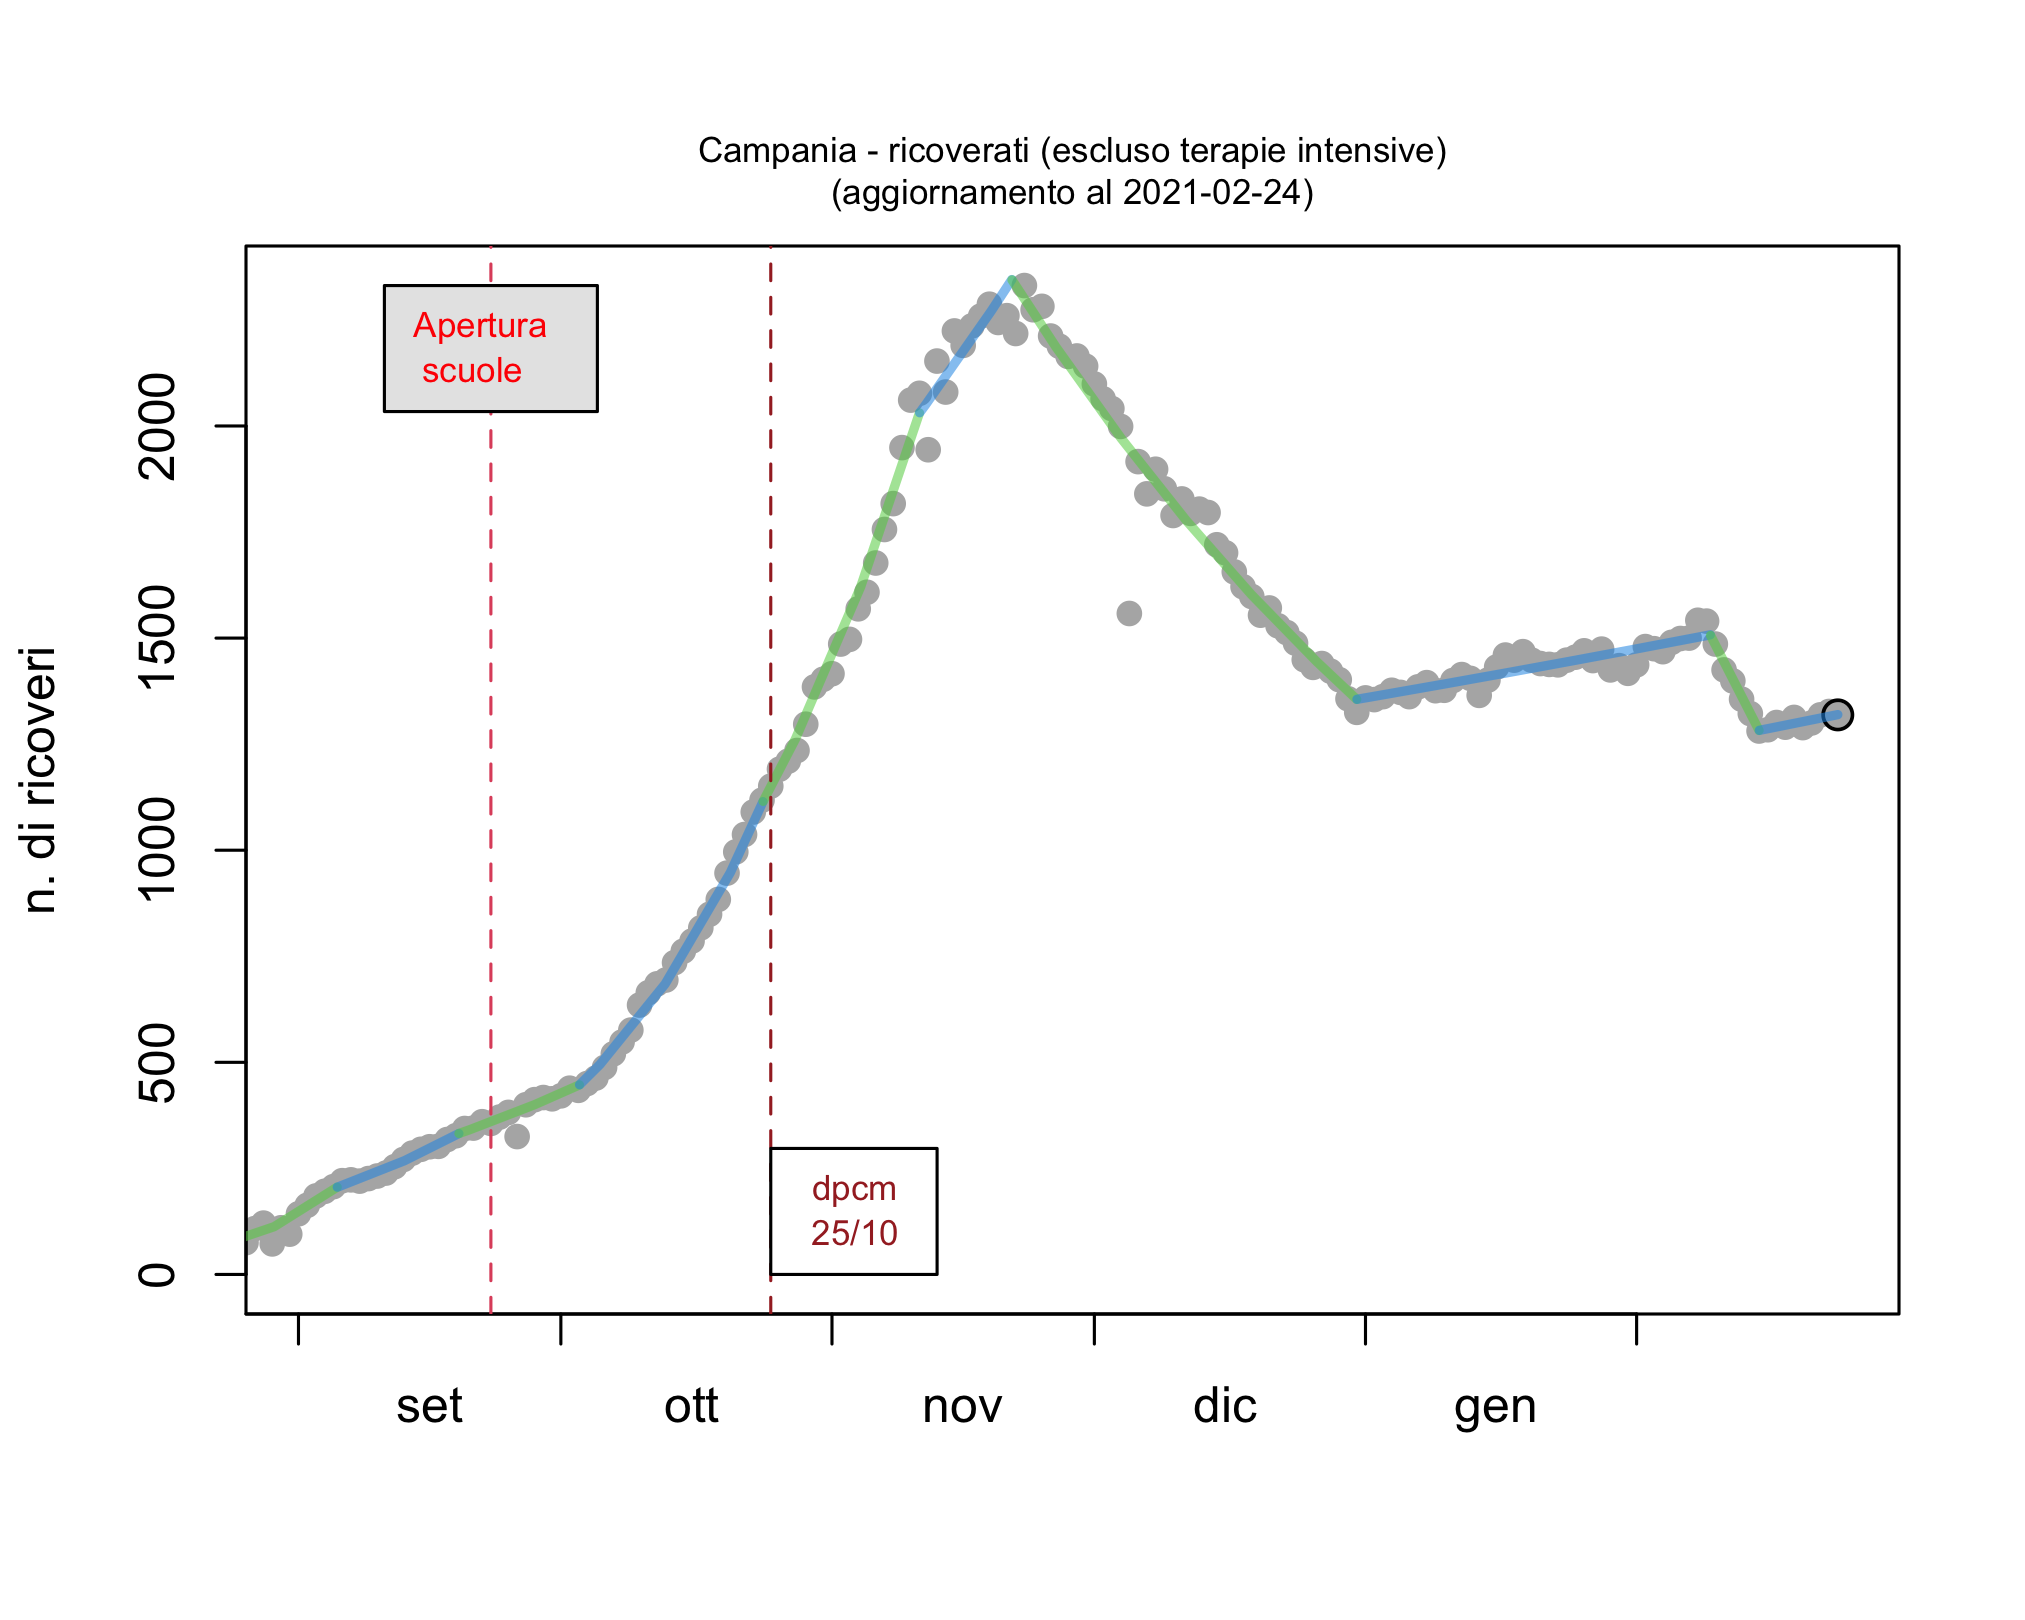 Campania - ricoverati (escluso terapie intensive)
(aggiornamento al 2021-02-24)
Apertura
scuole
dpcm
25/10
n. di ricoveri
2000
1500
1000
500
0
set ott nov dic gen